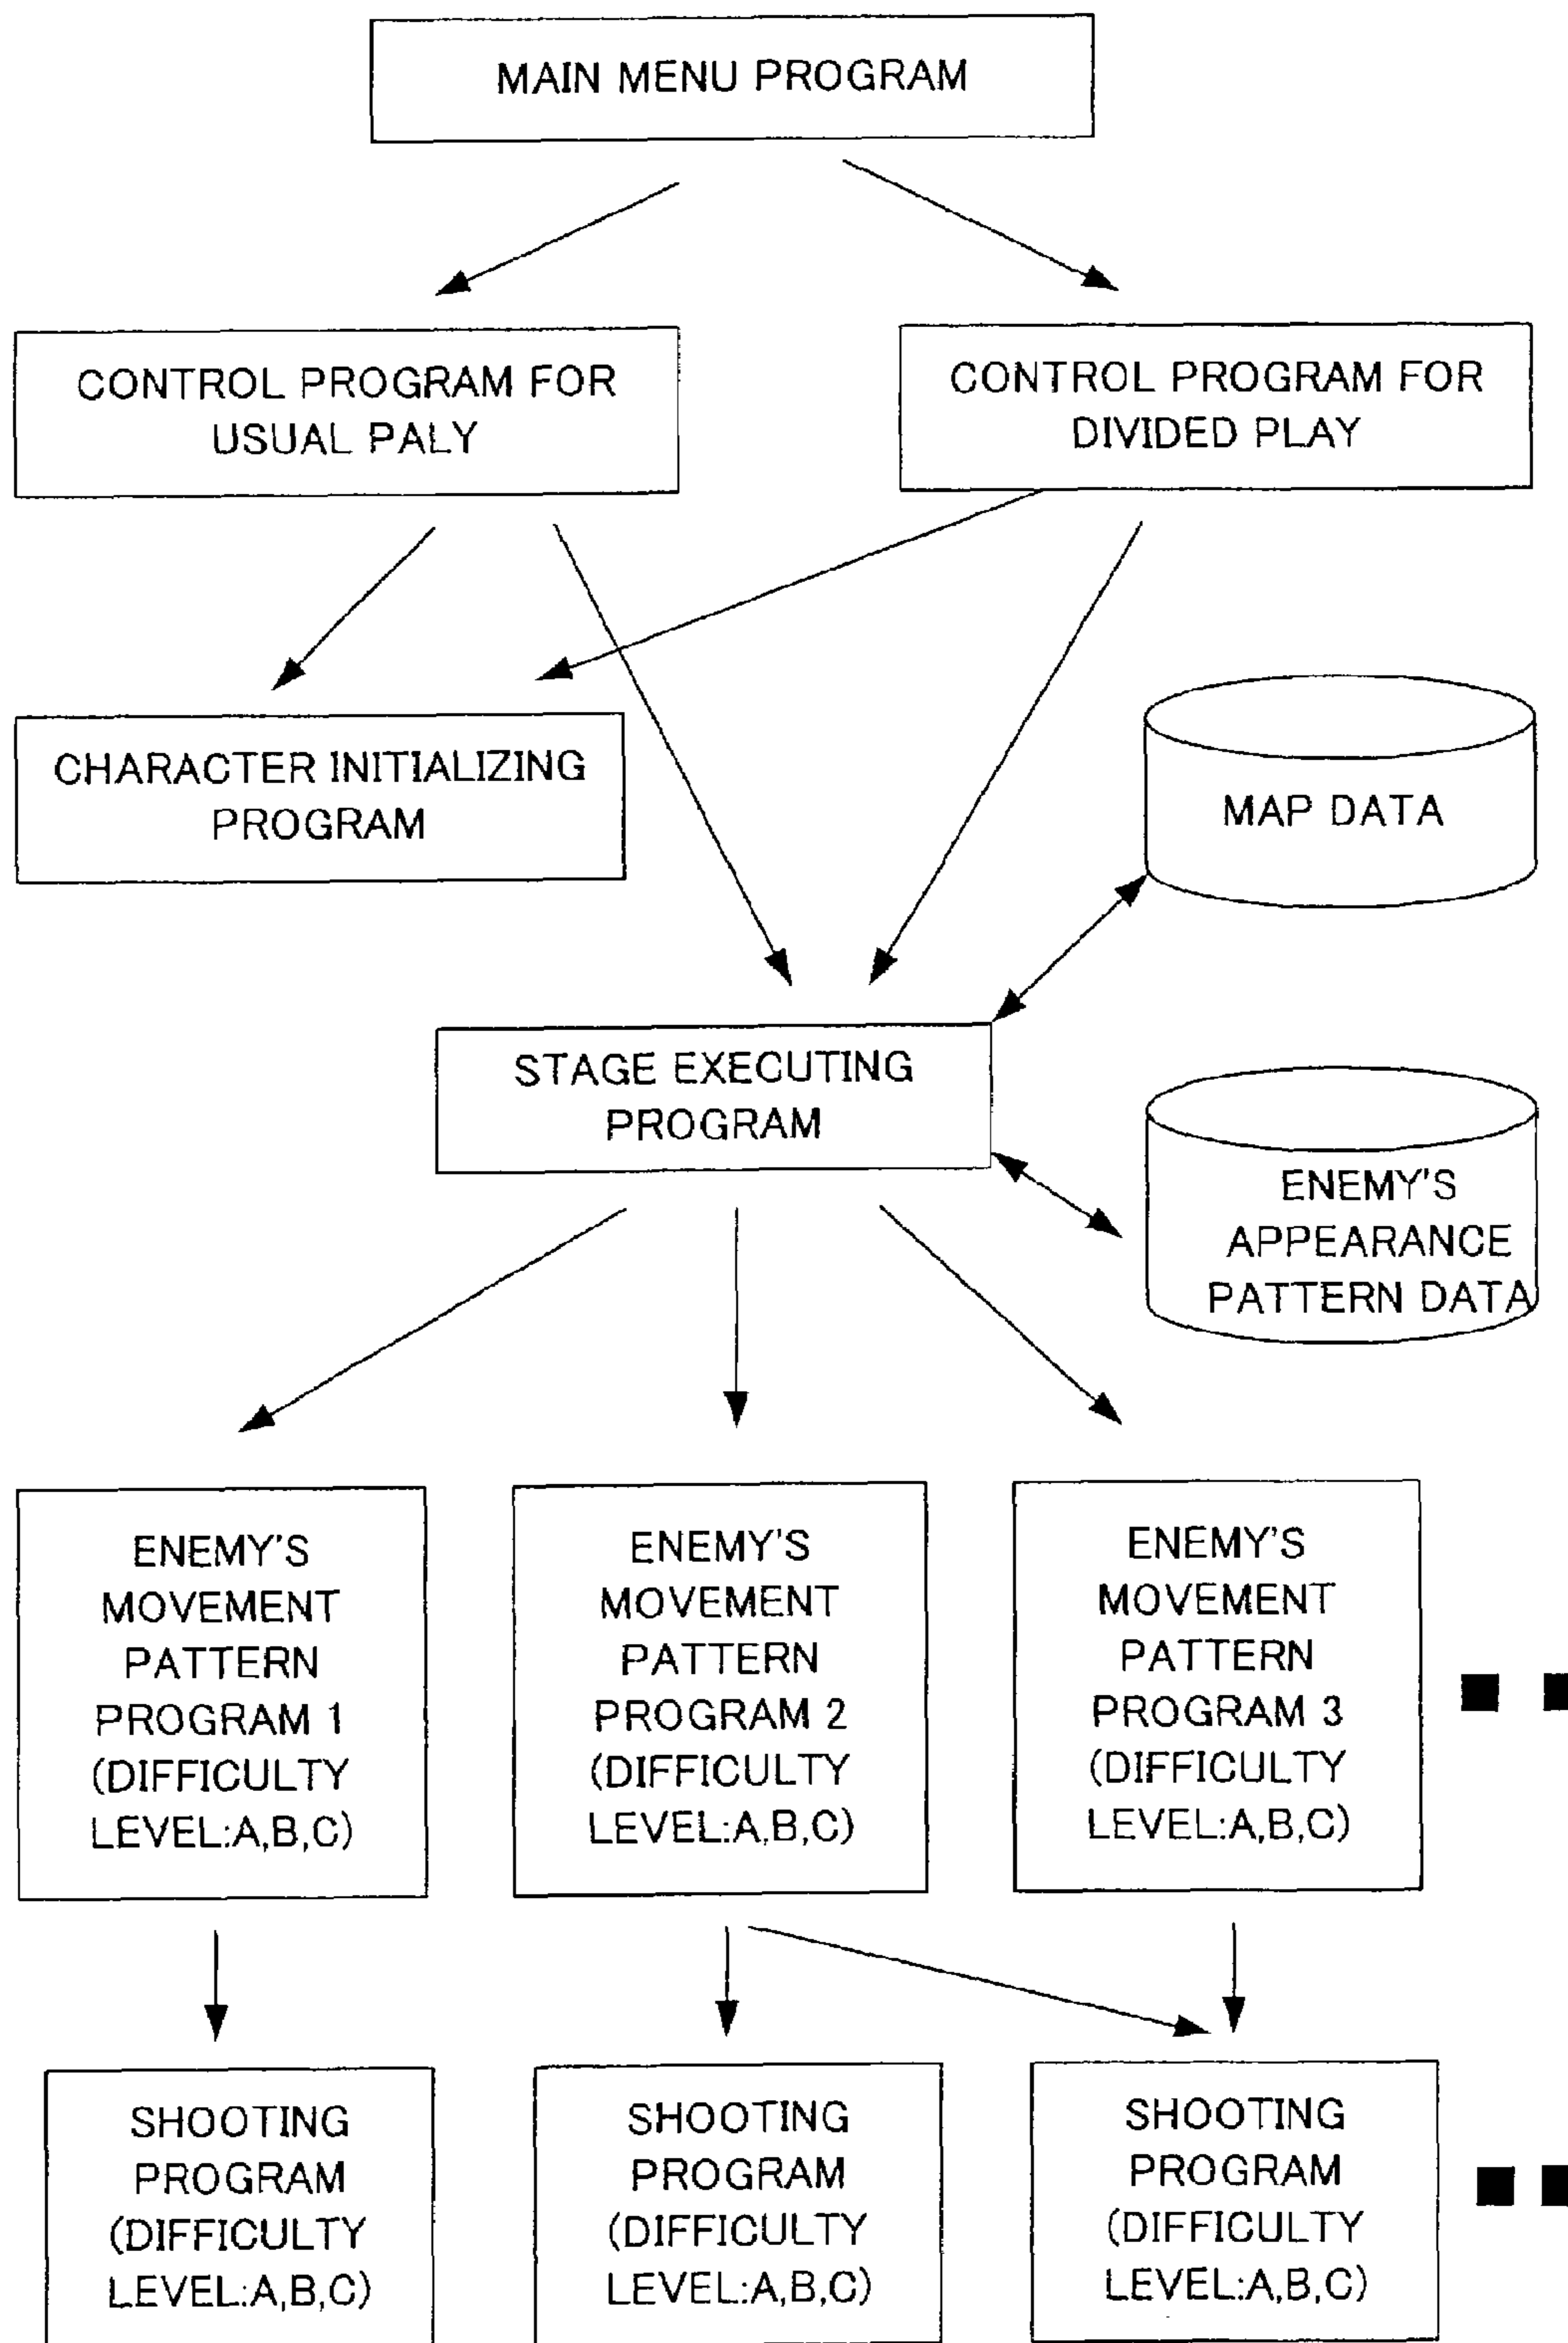 MAIN MENU PROGRAM
CONTROL PROGRAM FOR
USUAL PALY
CONTROL PROGRAM FOR
DIVIDED PLAY
CHARACTER INITIALIZING
PROGRAM
MAP DATA
STAGE EXECUTING
PROGRAM
ENEMY'S
APPEARANCE
PATTERN DATA
ENEMY'S
MOVEMENT
PATTERN
PROGRAM 1
(DIFFICULTY
LEVEL:A,B,C)
ENEMY'S
MOVEMENT
PATTERN
PROGRAM 2
(DIFFICULTY
LEVEL:A,B,C)
ENEMY'S
MOVEMENT
PATTERN
PROGRAM 3
(DIFFICULTY
LEVEL:A,B,C)
SHOOTING
PROGRAM
(DIFFICULTY
LEVEL:A,B,C)
SHOOTING
PROGRAM
(DIFFICULTY
LEVEL:A,B,C)
SHOOTING
PROGRAM
(DIFFICULTY
LEVEL:A,B,C)